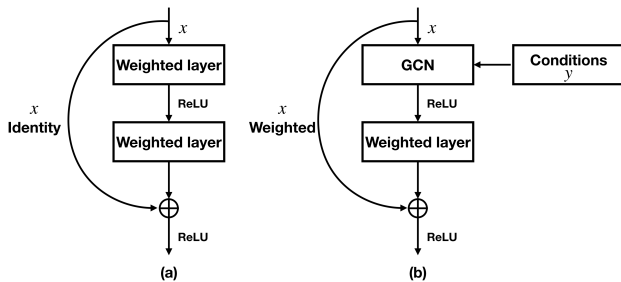 x
Weighted layer
ReLU
x
Identity
Weighted layer
ReLU
(a)
x
GCN
Conditions
y
ReLU
x
Weighted
Weighted layer
ReLU
(b)